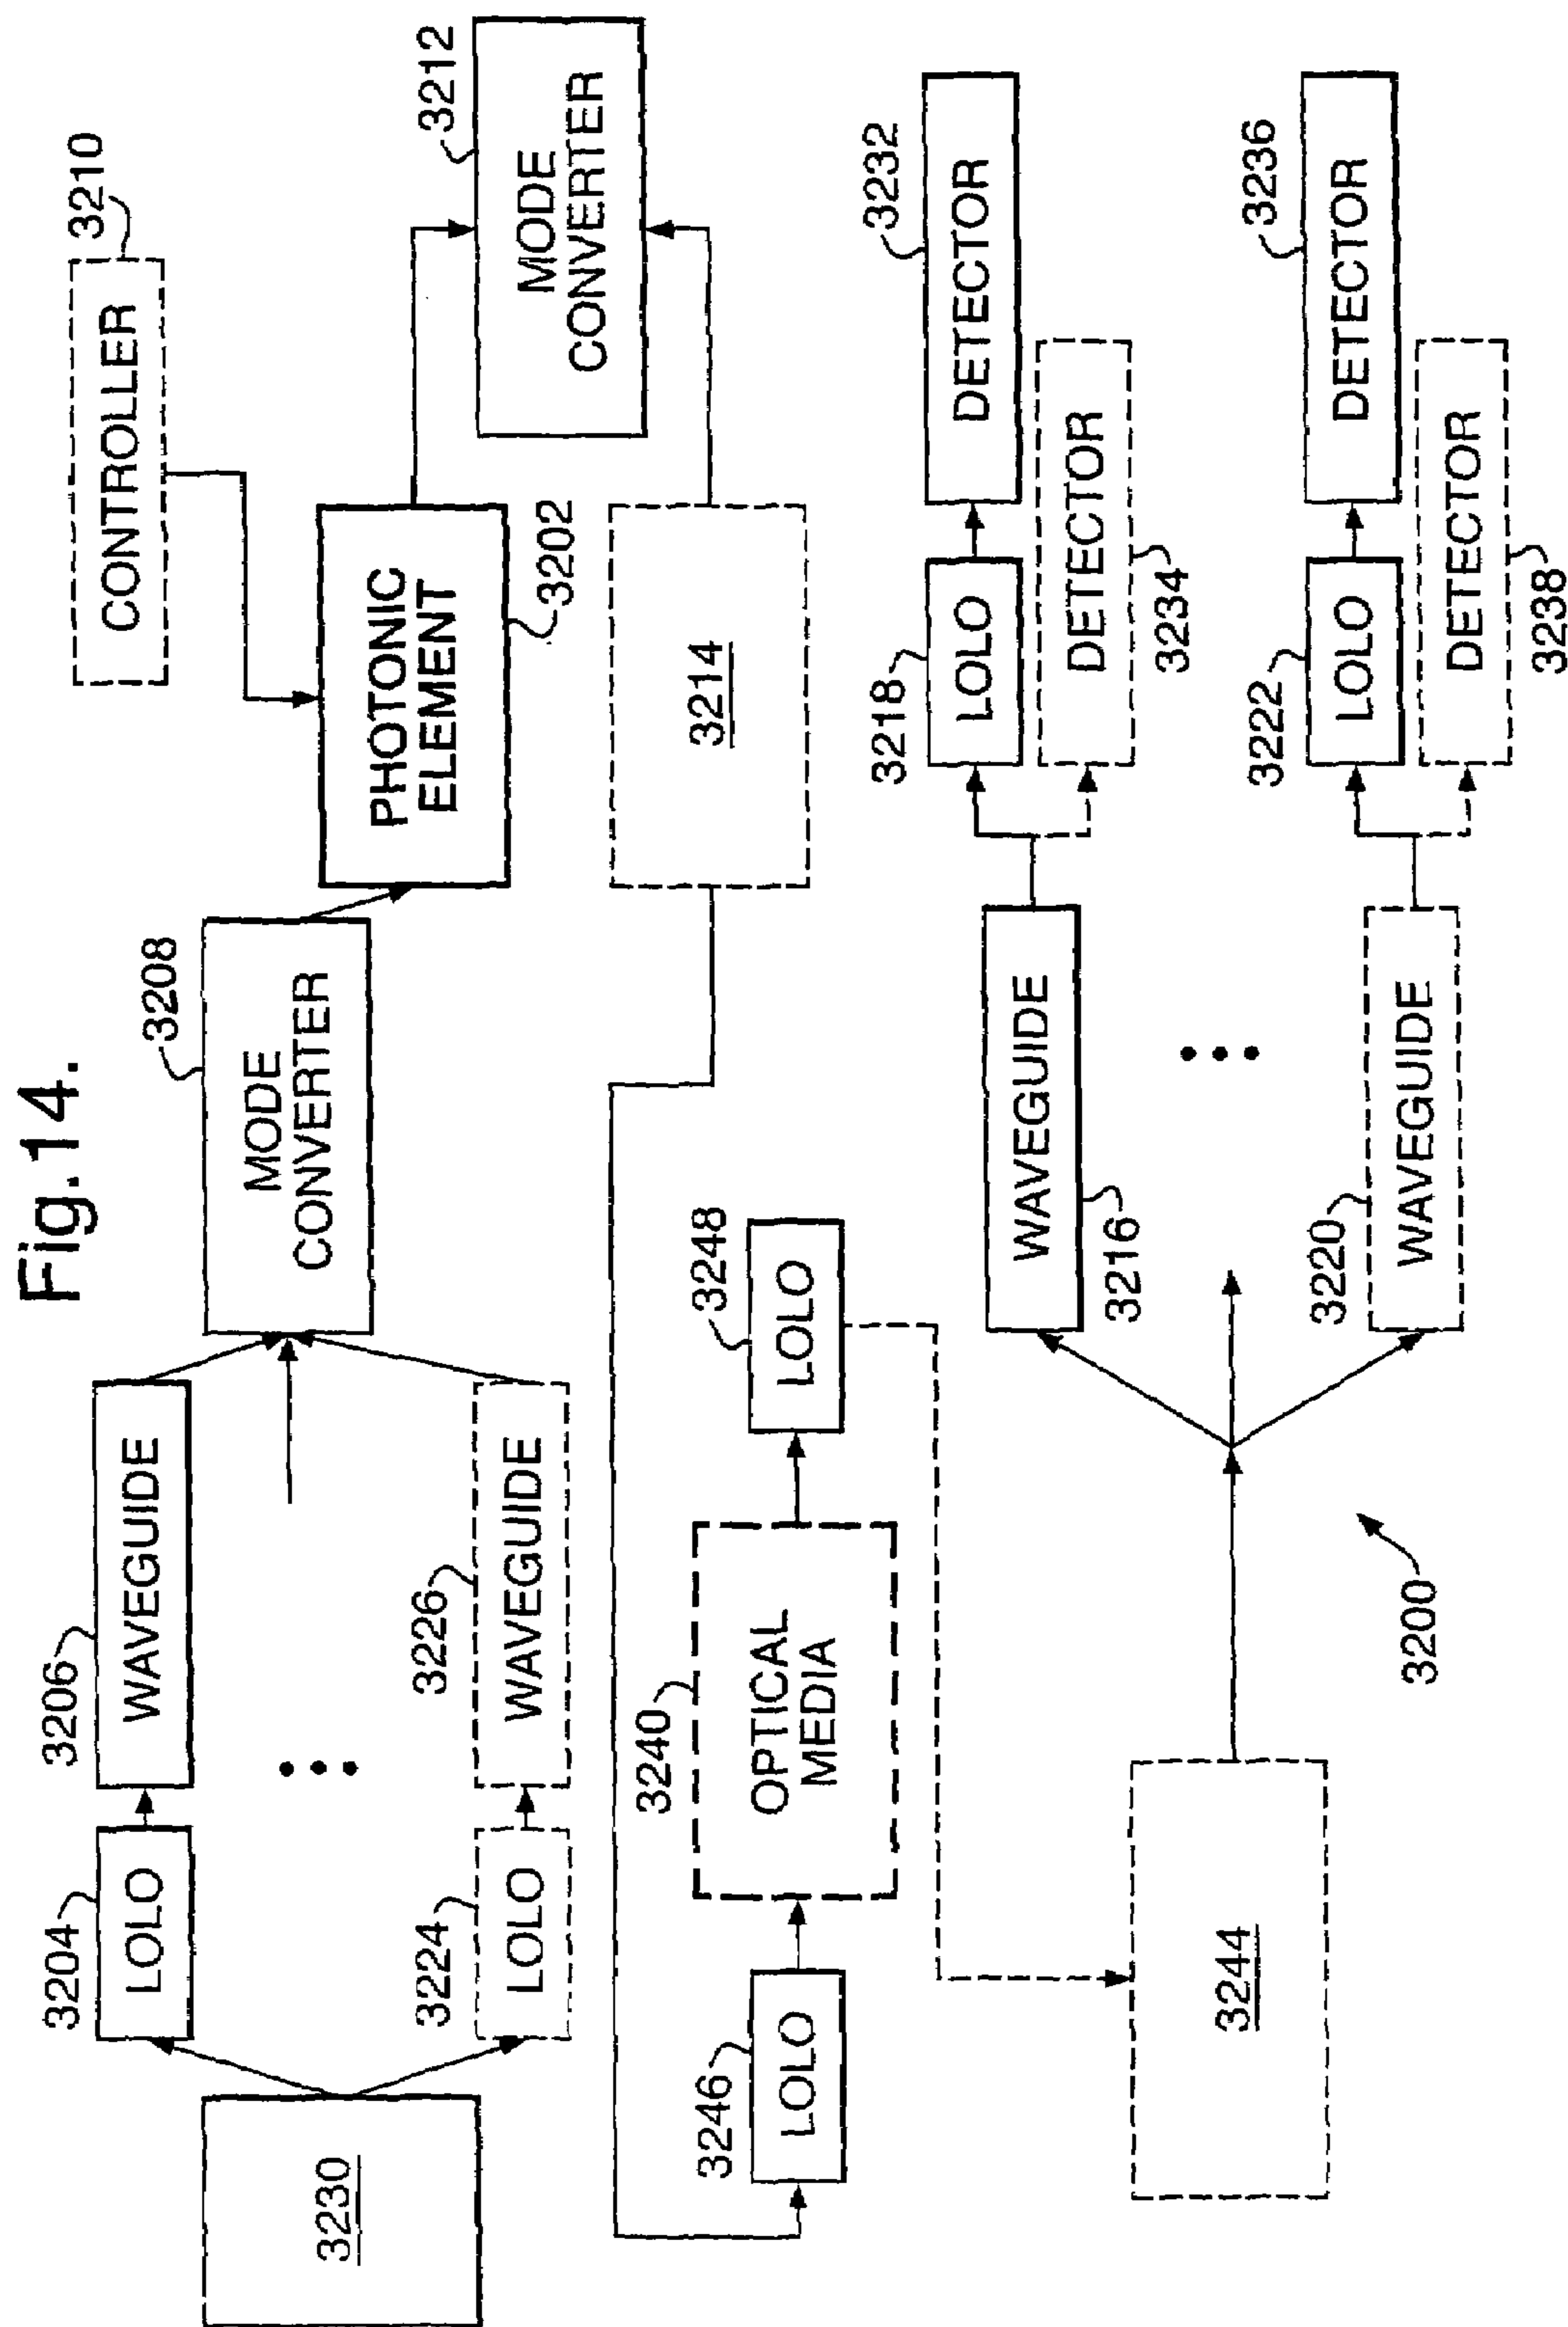 Fig.14.
3230
3204
LOLO
3206
WAVEGUIDE
3224
LOLO
3226
WAVEGUIDE
3208
MODE
CONVERTER
3210
CONTROLLER
PHOTONIC
ELEMENT
3202
3212
MODE
CONVERTER
3214
3246
LOLO
3240
OPTICAL
MEDIA
3248
LOLO
3244
3200
WAVEGUIDE
3216
3220
WAVEGUIDE
3218
LOLO
3232
DETECTOR
DETECTOR
3234
3222
LOLO
3236
DETECTOR
DETECTOR
3238